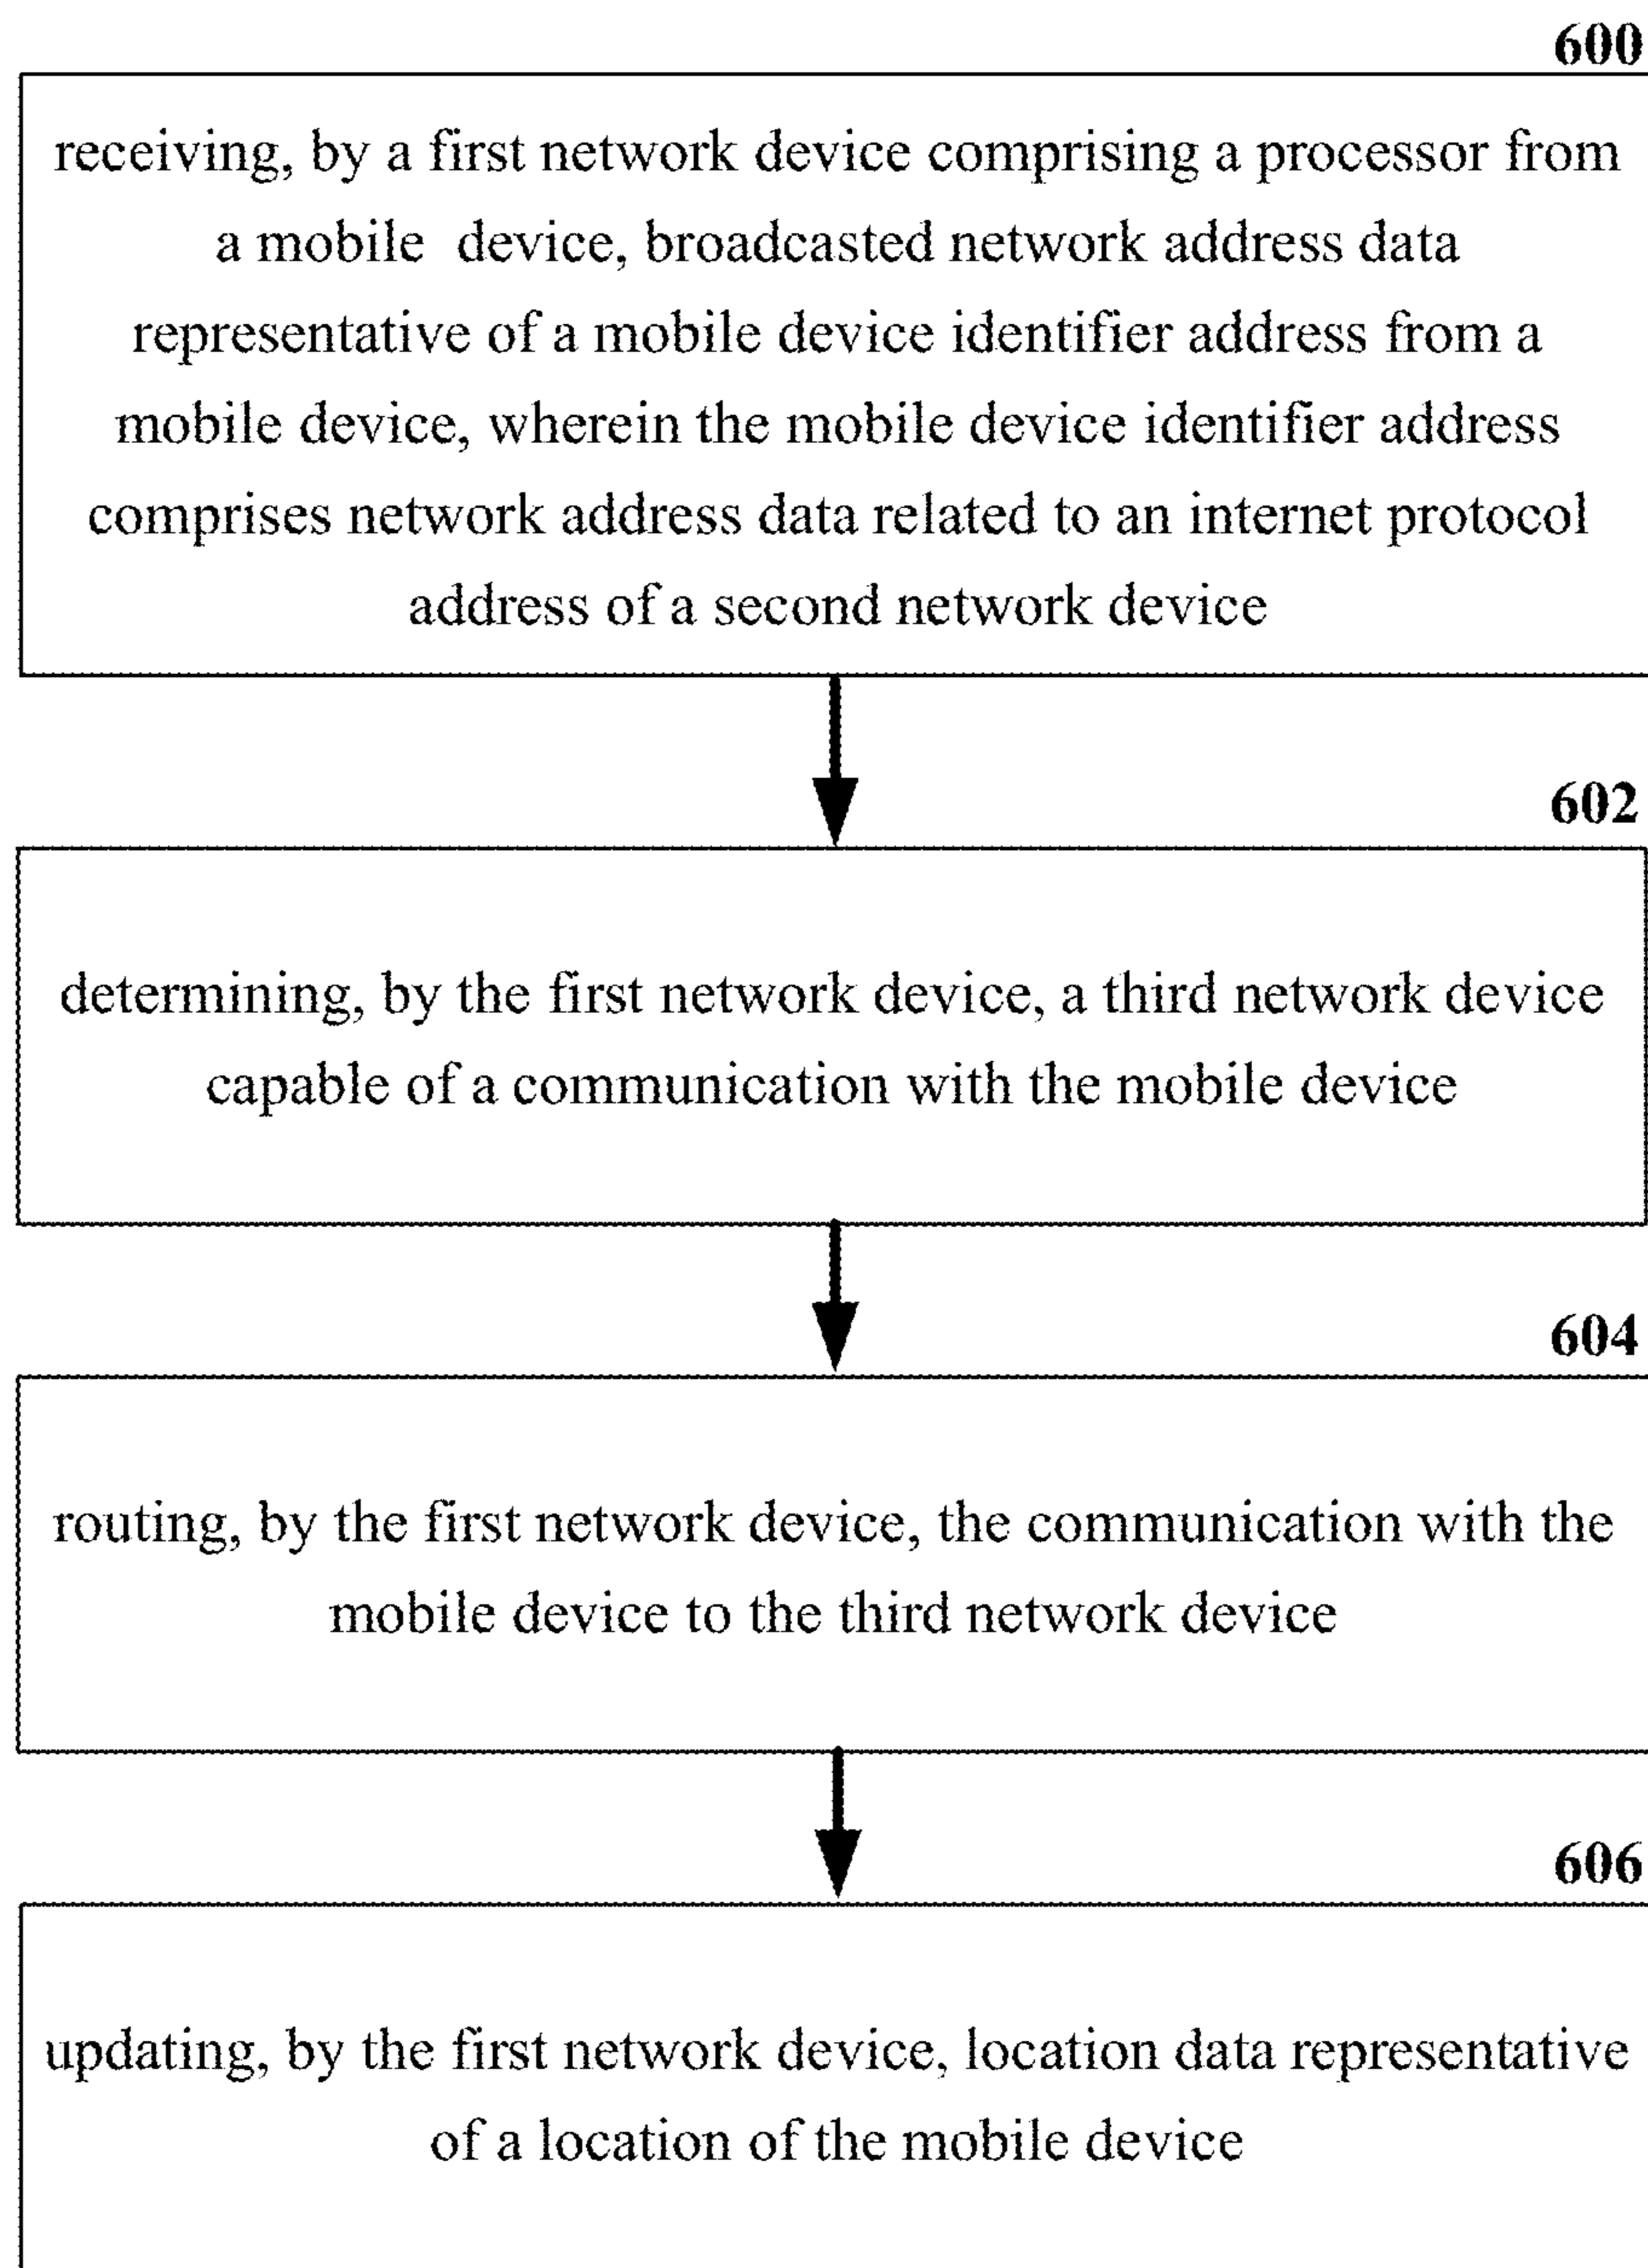 600
receiving, by a first network device comprising a processor from
a mobile device, broadcasted network address data
representative of a mobile device identifier address from a
mobile device, wherein the mobile device identifier address
comprises network address data related to an internet protocol
address of a second network device
602
determining, by the first network device, a third network device
capable of a communication with the mobile device
604
routing, by the first network device, the communication with the
mobile device to the third network device
606
updating, by the first network device, location data representative
of a location of the mobile device